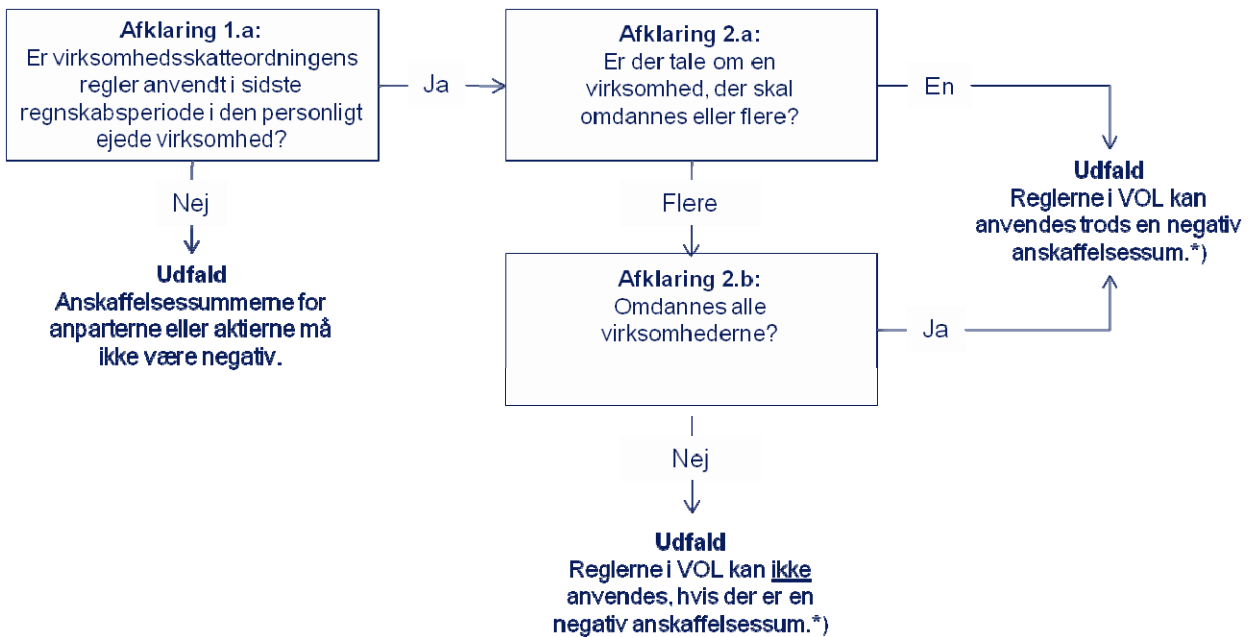 Afklaring 1.a:
Er virksomhedsskatteordningens
regler anvendt i sidste
regnskabsperiode i den personligt
ejede virksomhed?
Ja
Afklaring 2.a:
Er der tale om en
virksomhed, der skal
omdannes eller flere?
En
Nej
Flere
Udfald
Reglerne i VOL kan
anvendes trods en negativ
anskaffelsessum.*)
Udfald
Anskaffelsessummerne for
anparterne eller aktierne må
ikke være negativ.
Afklaring 2.b:
Omdannes alle
virksomhederne?
Ja
Nej
Udfald
Reglerne i VOL kan ikke
anvendes, hvis der er en
negativ anskaffelsessum.*)